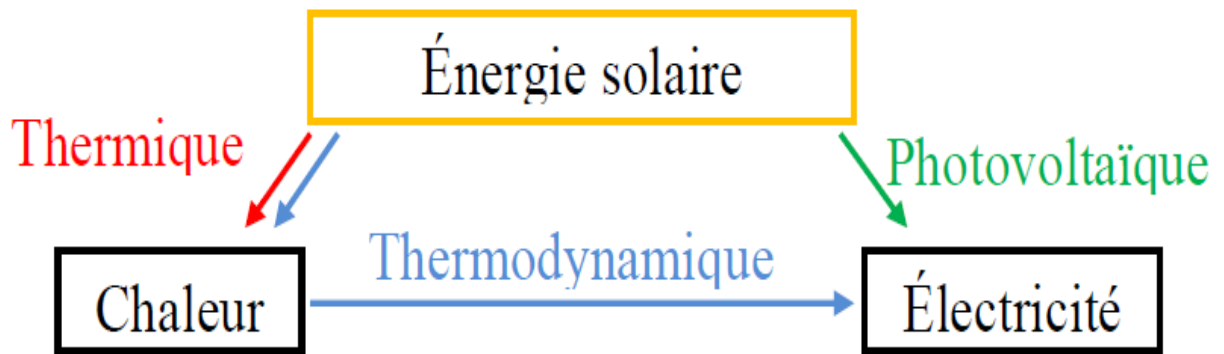 Énergie solaire
Thermique
Photovoltaïque
Thermodynamique
Chaleur
Électricité